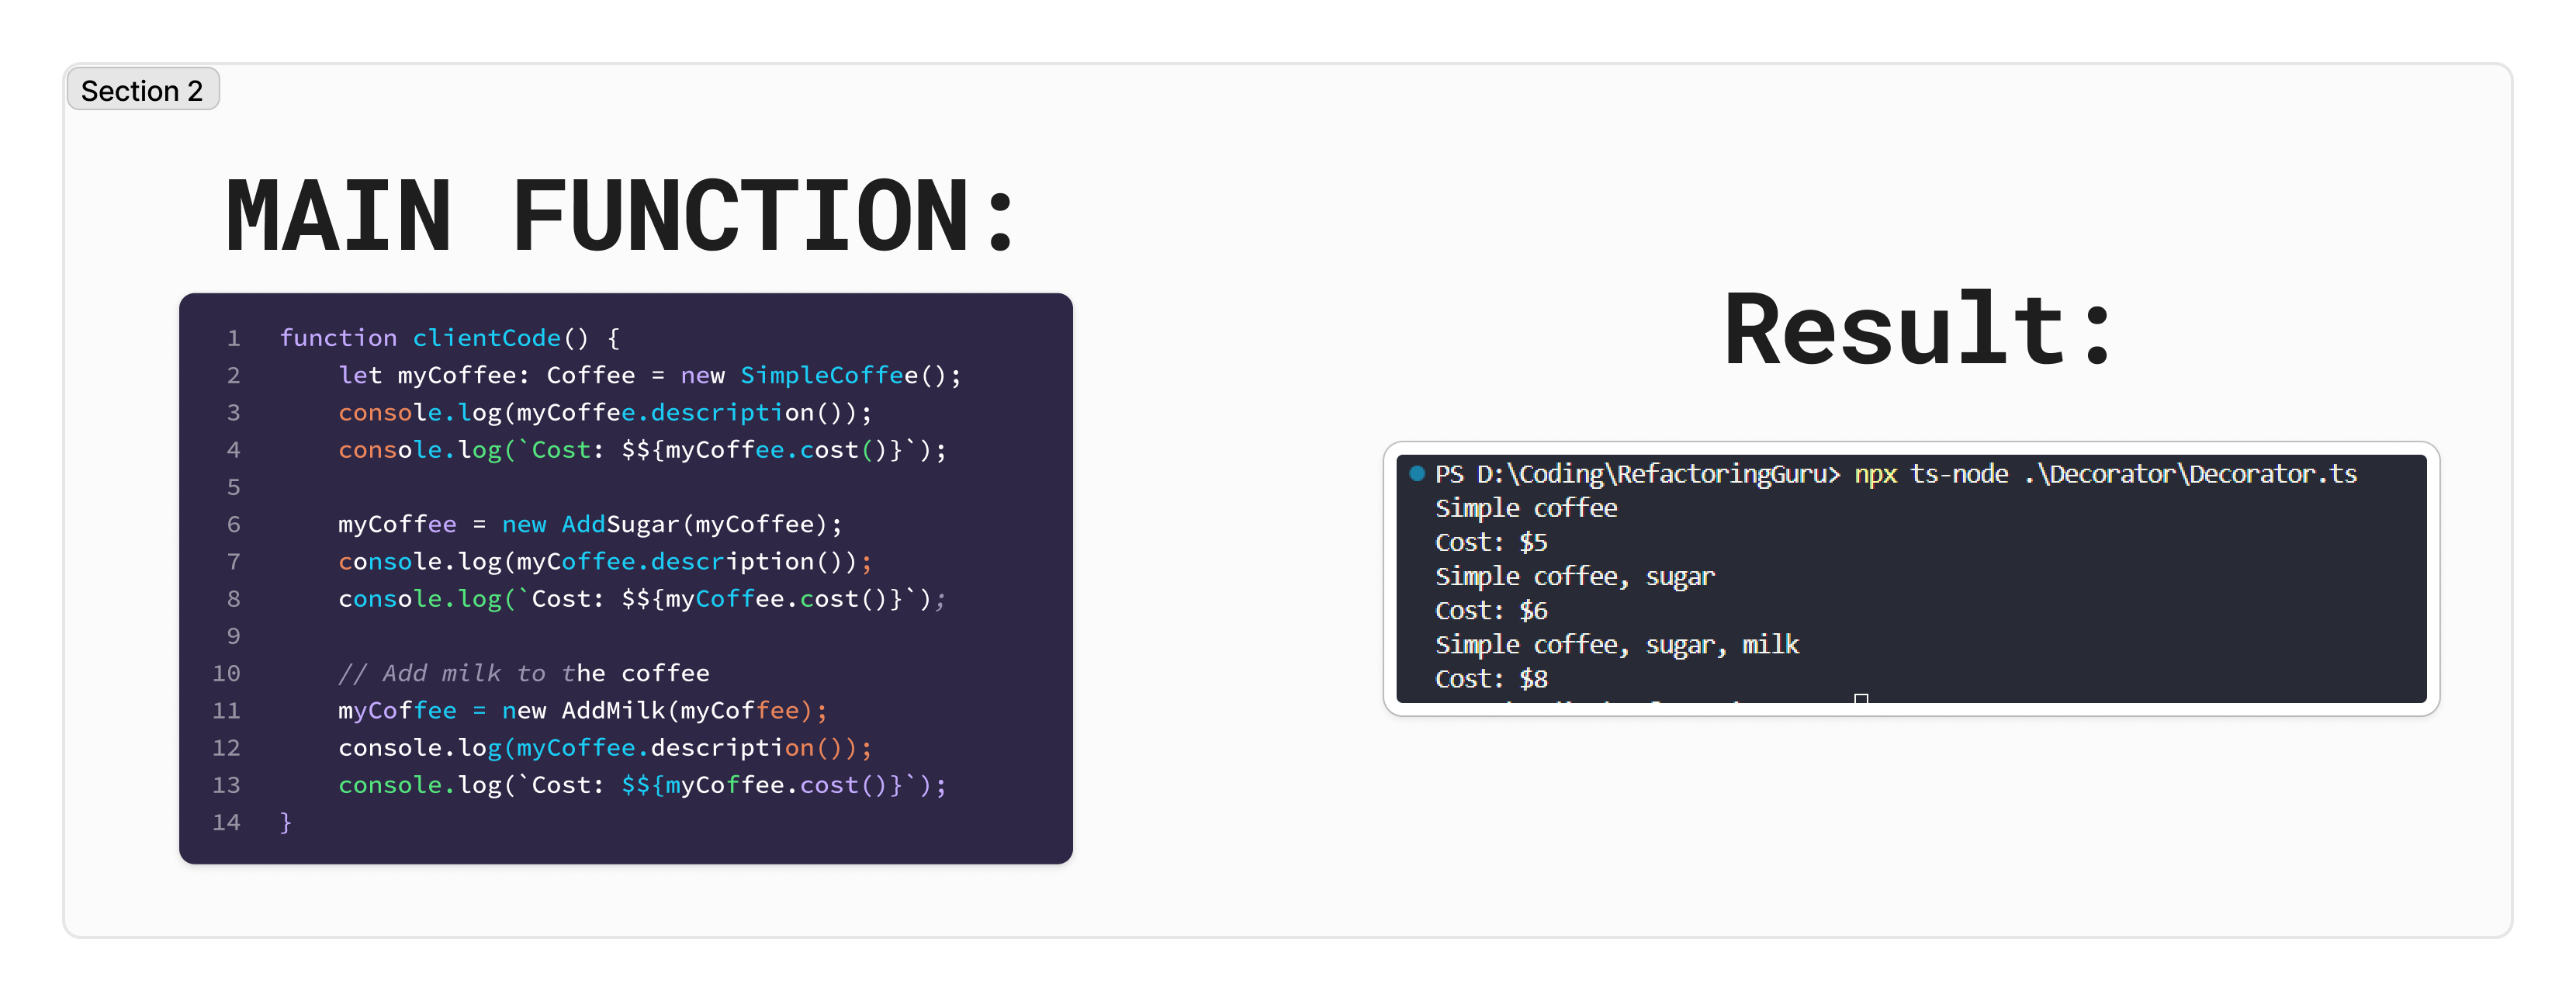 Section 2
MAIN FUNCTION:
1 function clientCode() {
2 let myCoffee: Coffee = new SimpleCoffee();
3 console.log(myCoffee.description());
4 console.log(`Cost: $${myCoffee.cost()}`);
5
6 myCoffee = new AddSugar(myCoffee);
7 console.log(myCoffee.description());
8 console.log(`Cost: $${myCoffee.cost()}`);
9
10 // Add milk to the coffee
11 myCoffee = new AddMilk(myCoffee);
12 console.log(myCoffee.description());
13 console.log(`Cost: $${myCoffee.cost()}`);
14 }
Result:
PS D:\Coding\RefactoringGuru> npx ts-node .\Decorator\Decorator.ts
Simple coffee
Cost: $5
Simple coffee, sugar
Cost: $6
Simple coffee, sugar, milk
Cost: $8